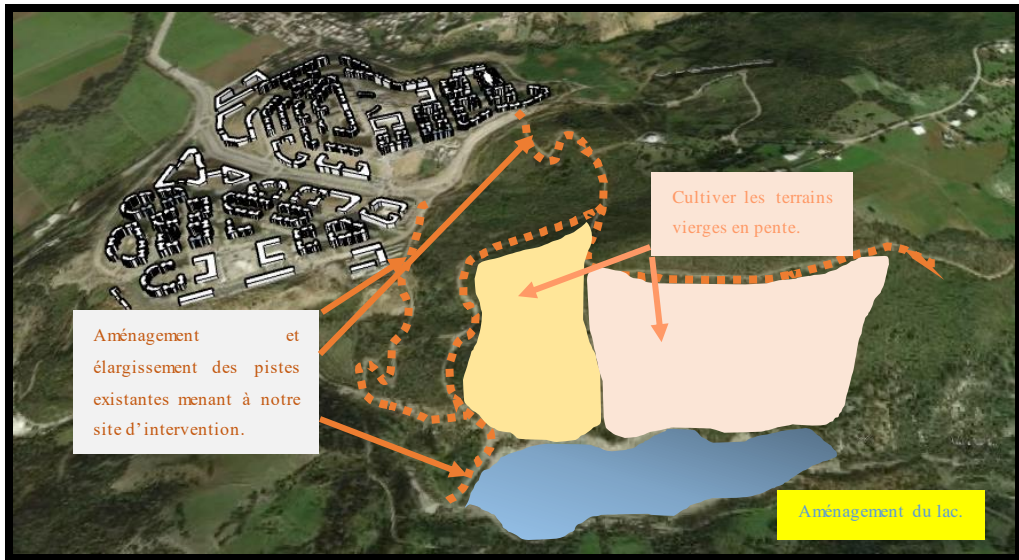 Cultiver les terrains
vierges en pente.
Aménagement et
élargissement des pistes
existantes menant à notre
site d’intervention.
Aménagement du lac.